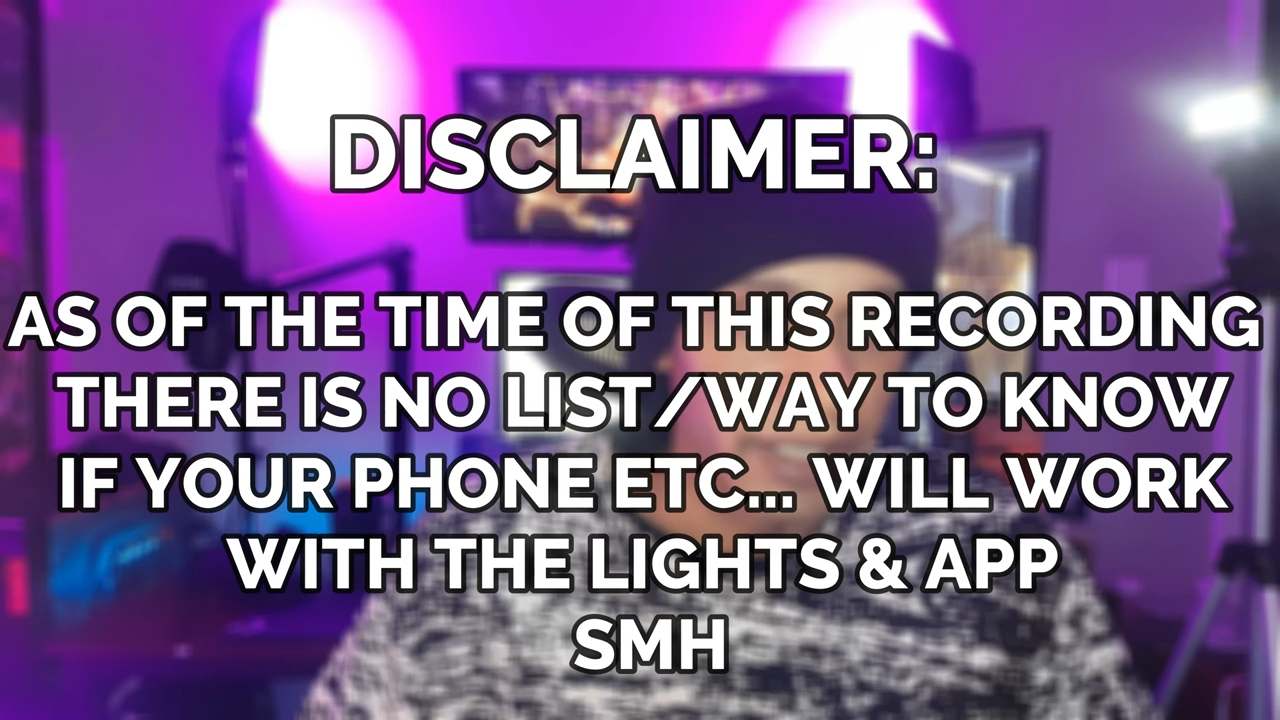 DISCLAIMER:
AS OF THE TIME OF THIS RECORDING
THERE IS NO LIST/WAY TO KNOW
IF YOUR PHONE ETC... WILL WORK
WITH THE LIGHTS & APP
SMH